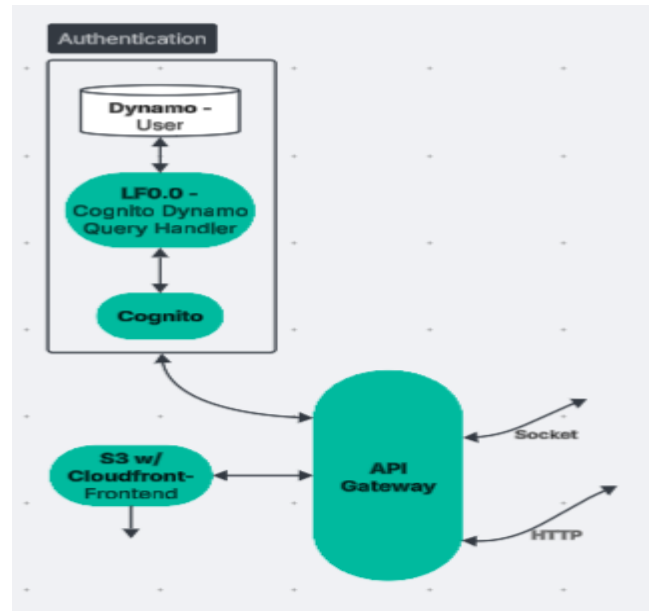 Authentication
Dynamo -
User
LF0.0 -
Cognito Dynamo
Query Handler
Cognito
S3 w/
Cloudfront-
Frontend
API
Gateway
Socket
HTTP